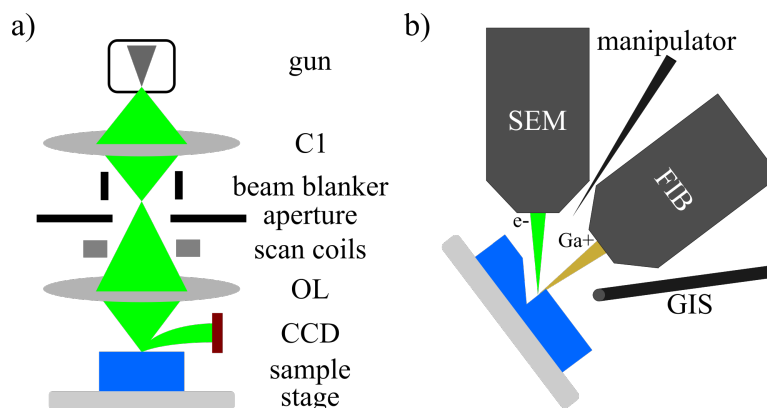 a)
gun
C1
beam blanker
aperture
scan coils
OL
CCD
sample
stage
b)
manipulator
SEM
FIB
e-
Ga+
GIS